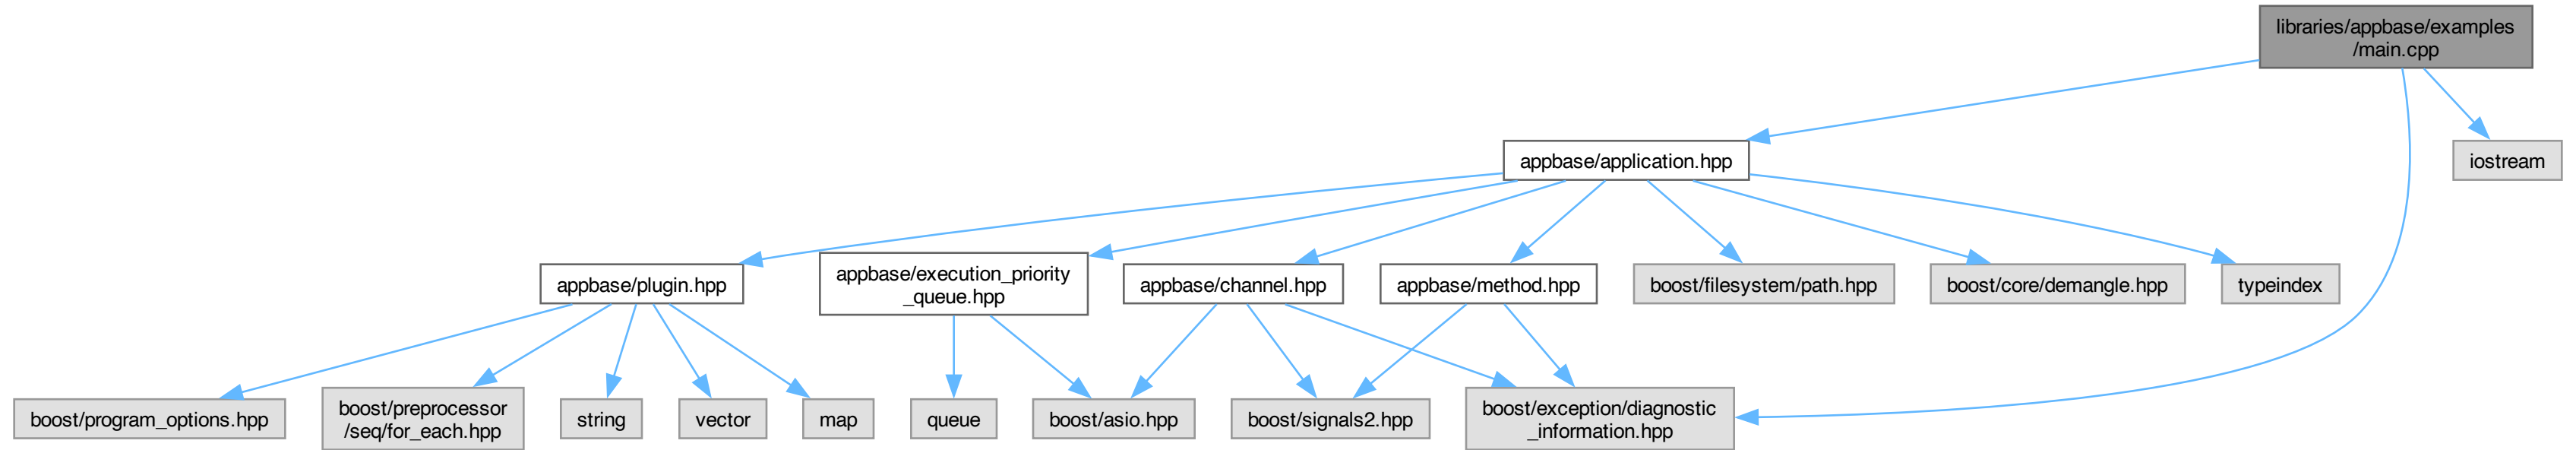 libraries/appbase/examples
/main.cpp
appbase/application.hpp
iostream
appbase/plugin.hpp
appbase/execution_priority
_queue.hpp
appbase/channel.hpp
appbase/method.hpp
boost/filesystem/path.hpp
boost/core/demangle.hpp
typeindex
boost/program_options.hpp
boost/preprocessor
/seq/for_each.hpp
string
vector
map
queue
boost/asio.hpp
boost/signals2.hpp
boost/exception/diagnostic
_information.hpp